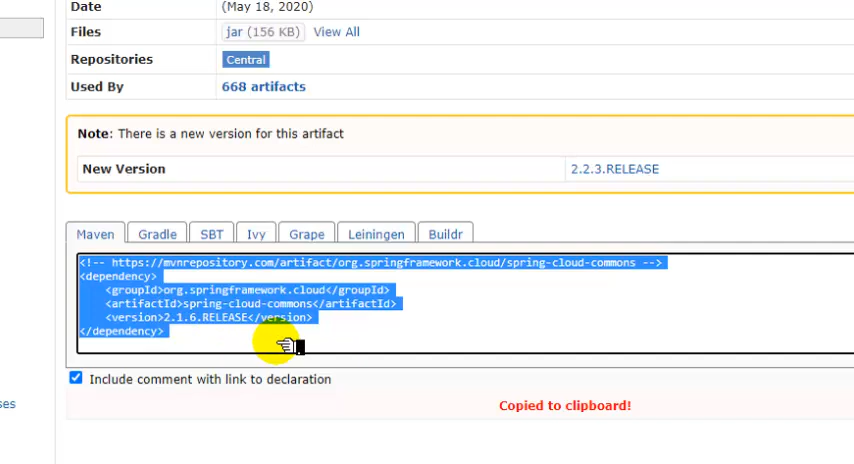 Date (May 18, 2020)
Files jar (156 KB) View All
Repositories Central
Used By 668 artifacts
Note: There is a new version for this artifact
New Version 2.2.3.RELEASE
Maven Gradle SBT Ivy Grape Leiningen Buildr
<!-- https://mvnrepository.com/artifact/org.springframework.cloud/spring-cloud-commons -->
<dependency>
    <groupId>org.springframework.cloud</groupId>
    <artifactId>spring-cloud-commons</artifactId>
    <version>2.1.6.RELEASE</version>
</dependency>
Include comment with link to declaration
Copied to clipboard!